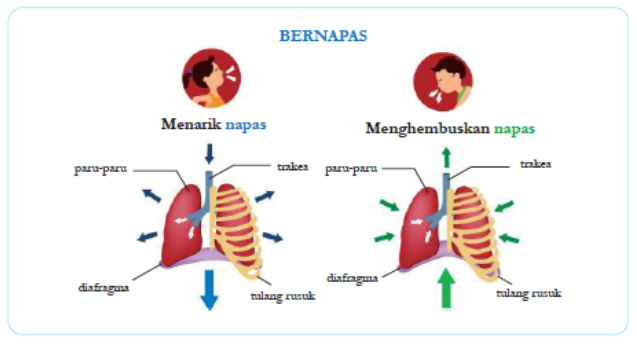 BERNAPAS
Menarik napas
trakea
paru-paru
diafragma
tulang rusuk
Menghembuskan napas
trakea
paru-paru
diafragma
tulang rusuk